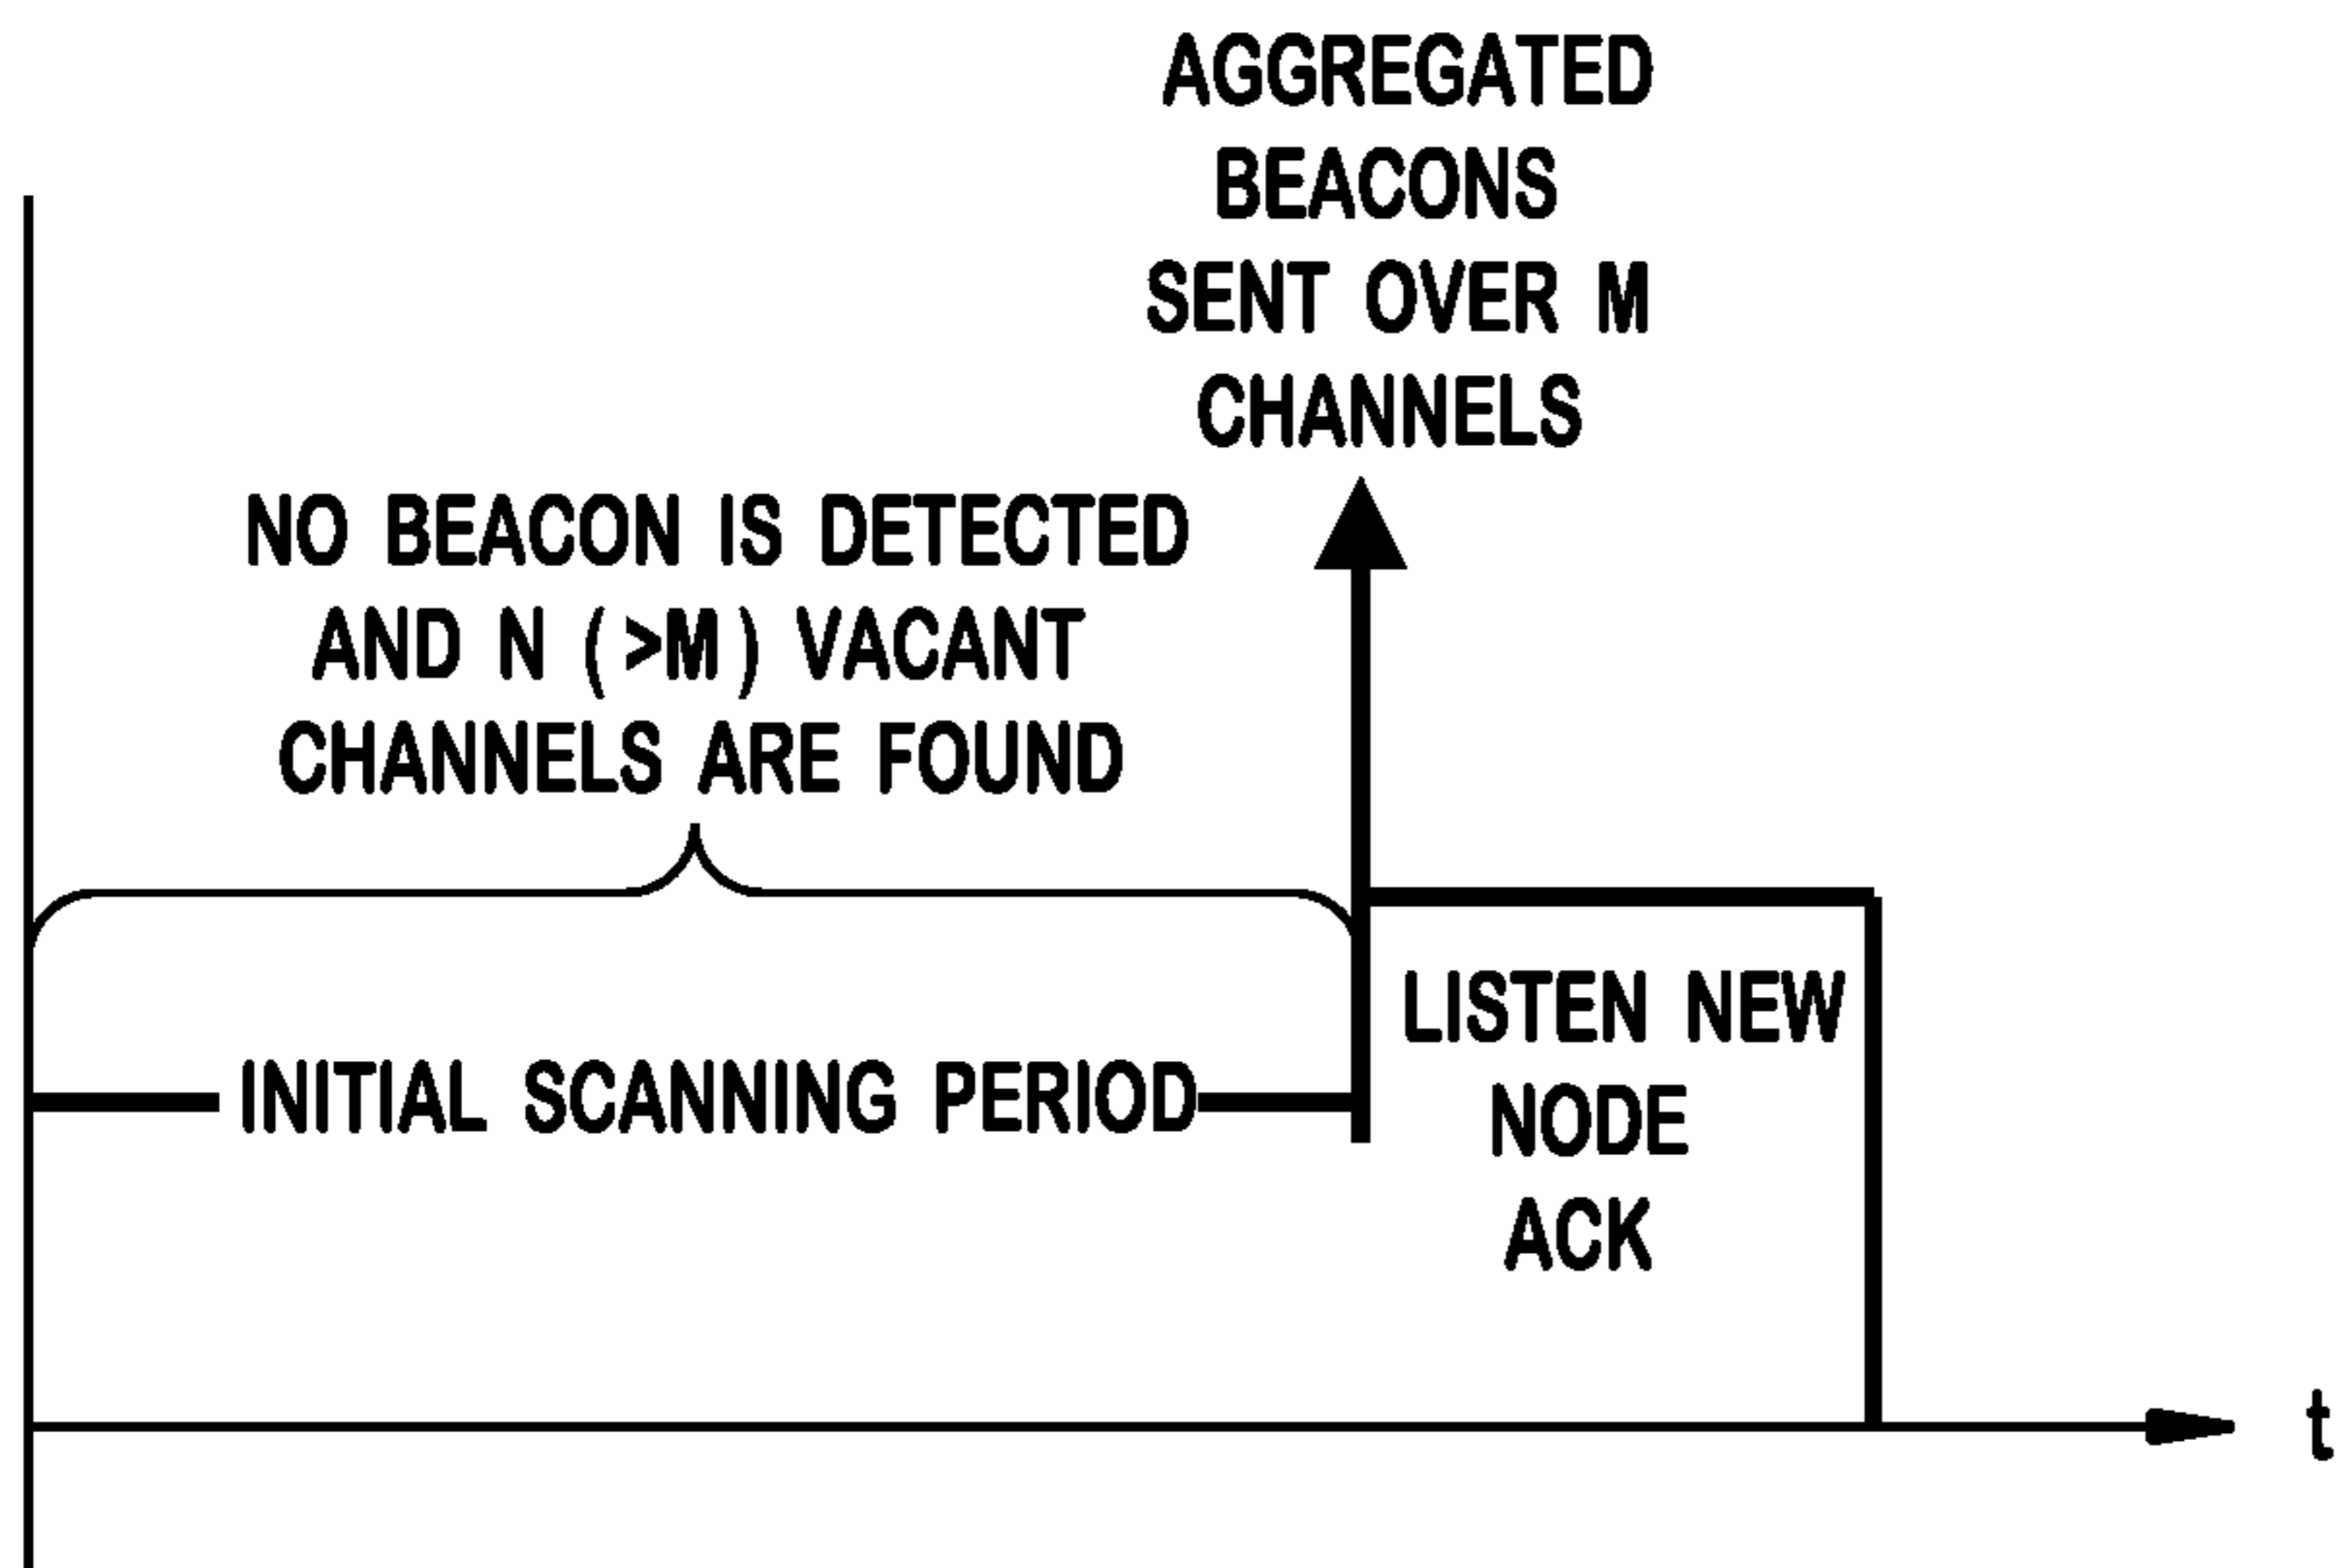 AGGREGATED
BEACONS
SENT OVER M
CHANNELS
NO BEACON IS DETECTED
AND N (>M) VACANT
CHANNELS ARE FOUND
INITIAL SCANNING PERIOD
LISTEN NEW
NODE
ACK
t